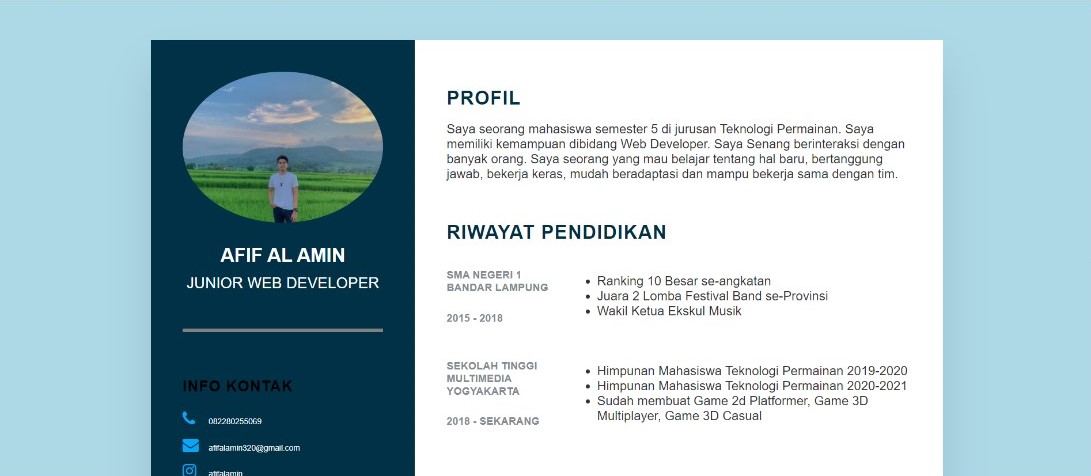 AFIF AL AMIN
JUNIOR WEB DEVELOPER
INFO KONTAK
082280255069
afifalamin320@gmail.com
afifalamin
PROFIL
Saya seorang mahasiswa semester 5 di jurusan Teknologi Permainan. Saya
memiliki kemampuan dibidang Web Developer. Saya Senang berinteraksi dengan
banyak orang. Saya seorang yang mau belajar tentang hal baru, bertanggung
jawab, bekerja keras, mudah beradaptasi dan mampu bekerja sama dengan tim.
RIWAYAT PENDIDIKAN
SMA NEGERI 1
BANDAR LAMPUNG
2015 - 2018
Ranking 10 Besar se-angkatan
Juara 2 Lomba Festival Band se-Provinsi
Wakil Ketua Ekskul Musik
SEKOLAH TINGGI
MULTIMEDIA
YOGYAKARTA
2018 - SEKARANG
Himpunan Mahasiswa Teknologi Permainan 2019-2020
Himpunan Mahasiswa Teknologi Permainan 2020-2021
Sudah membuat Game 2d Platformer, Game 3D
Multiplayer, Game 3D Casual